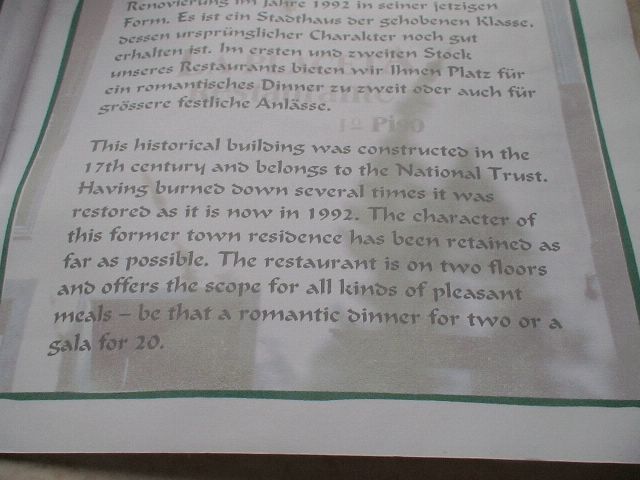 Renovierung im Jahre 1992 in seiner jetzigen
Form. Es ist ein Stadthaus der gehobenen Klasse,
dessen ursprünglicher Charakter noch gut
erhalten ist. Im ersten und zweiten Stock
unseres Restaurants bieten wir Ihnen Platz für
ein romantisches Dinner zu zweit oder auch für
grössere festliche Anlässe.
1º Piso
This historical building was constructed in the
17th century and belongs to the National Trust.
Having burned down several times it was
restored as it is now in 1992. The character of
this former town residence has been retained as
far as possible. The restaurant is on two floors
and offers the scope for all kinds of pleasant
meals – be that a romantic dinner for two or a
gala for 20.